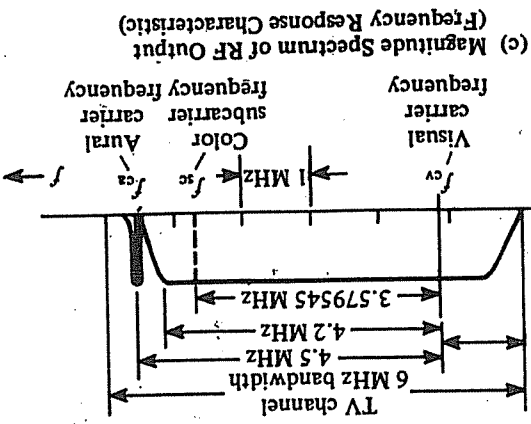 TV channel
6 MHz bandwidth
4.5 MHz
4.2 MHz
3.579545 MHz
1 MHz
f_cv
f_sc
f_ca
f
Visual
carrier
frequency
Color
subcarrier
frequency
Aural
carrier
frequency
(c) Magnitude Spectrum of RF Output
(Frequency Response Characteristic)